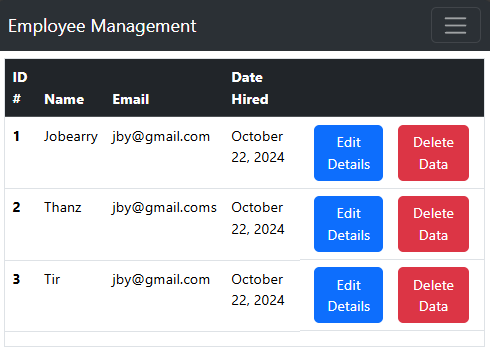 Employee Management
ID # Name Email Date Hired
1 Jobearry jby@gmail.com October 22, 2024 Edit Details Delete Data
2 Thanz jby@gmail.coms October 22, 2024 Edit Details Delete Data
3 Tir jby@gmail.com October 22, 2024 Edit Details Delete Data